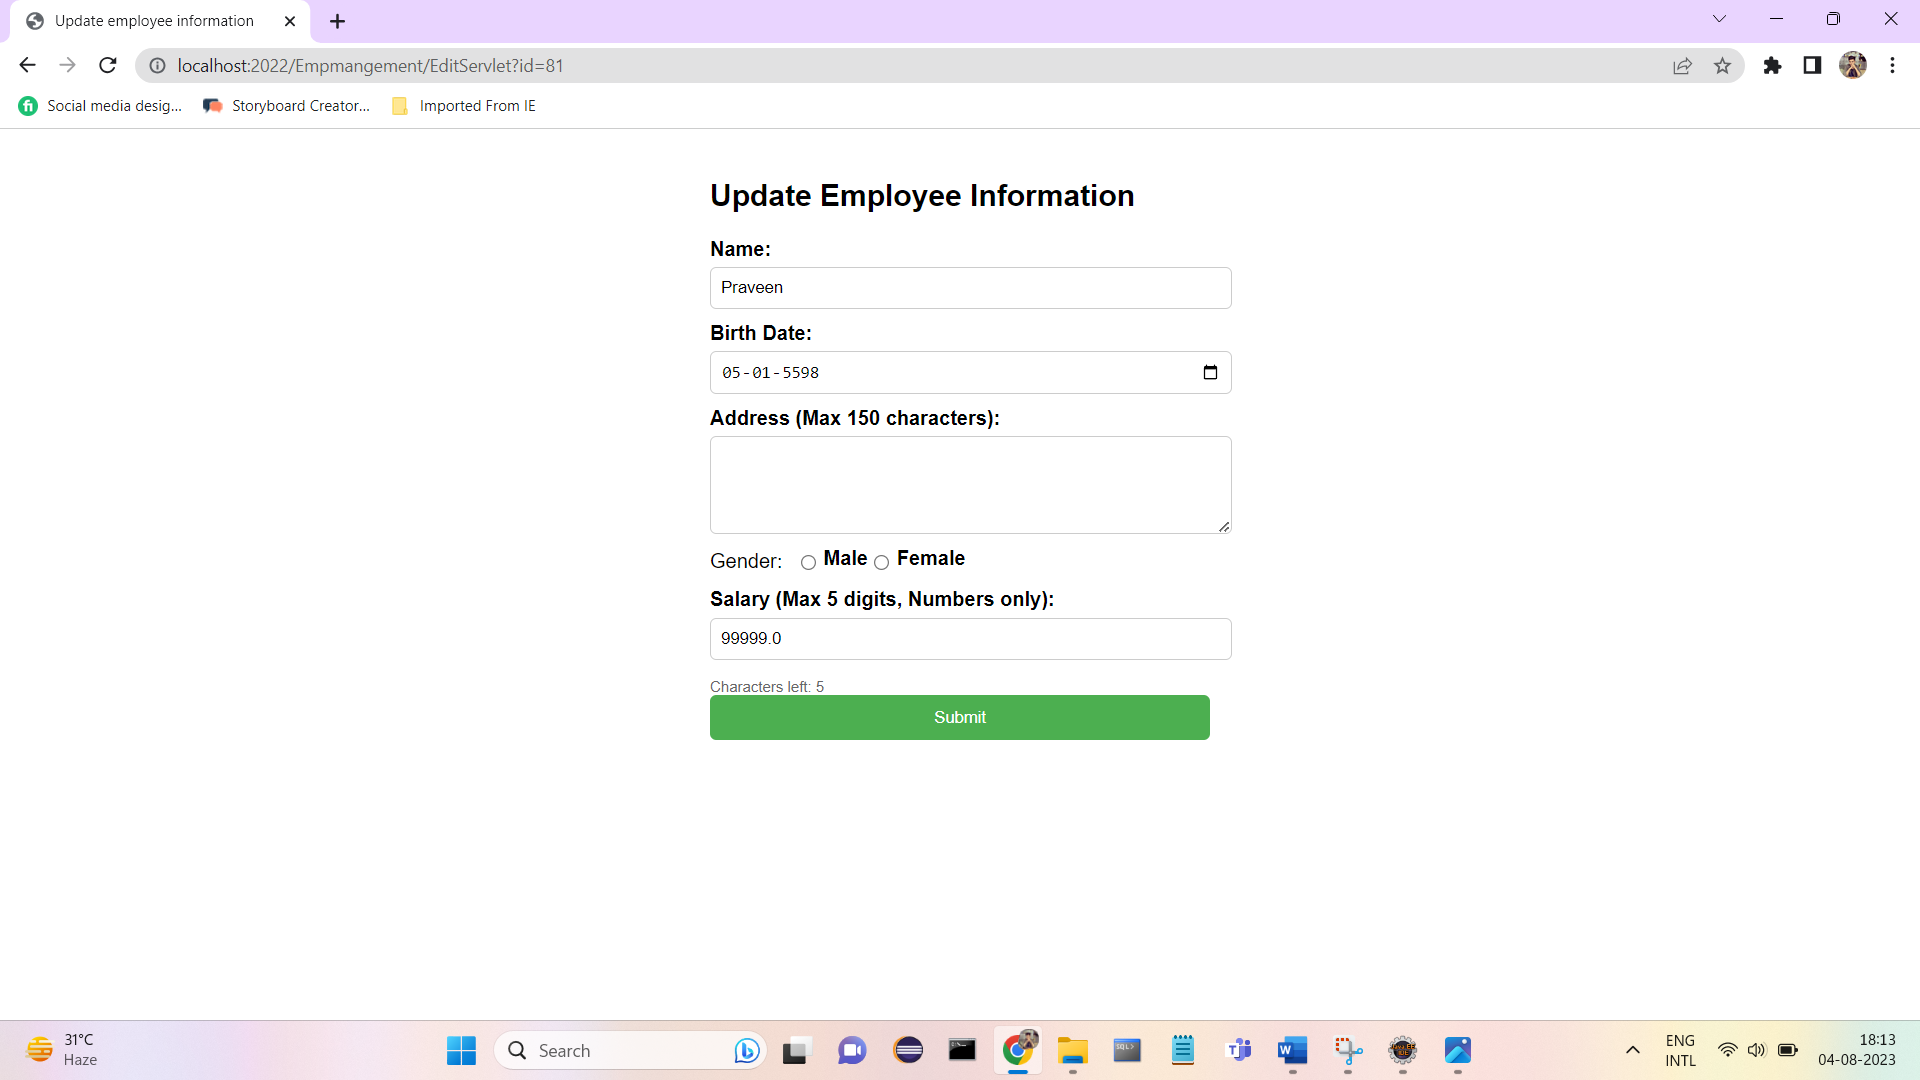 Update employee information
localhost:2022/Empmangement/EditServlet?id=81
Social media desig...
Storyboard Creator...
Imported From IE
Update Employee Information
Name:
Praveen
Birth Date:
05-01-5598
Address (Max 150 characters):
Gender: Male Female
Salary (Max 5 digits, Numbers only):
99999.0
Characters left: 5
Submit
31°C
Haze
Search
SQL>
ENG
INTL
18:13
04-08-2023